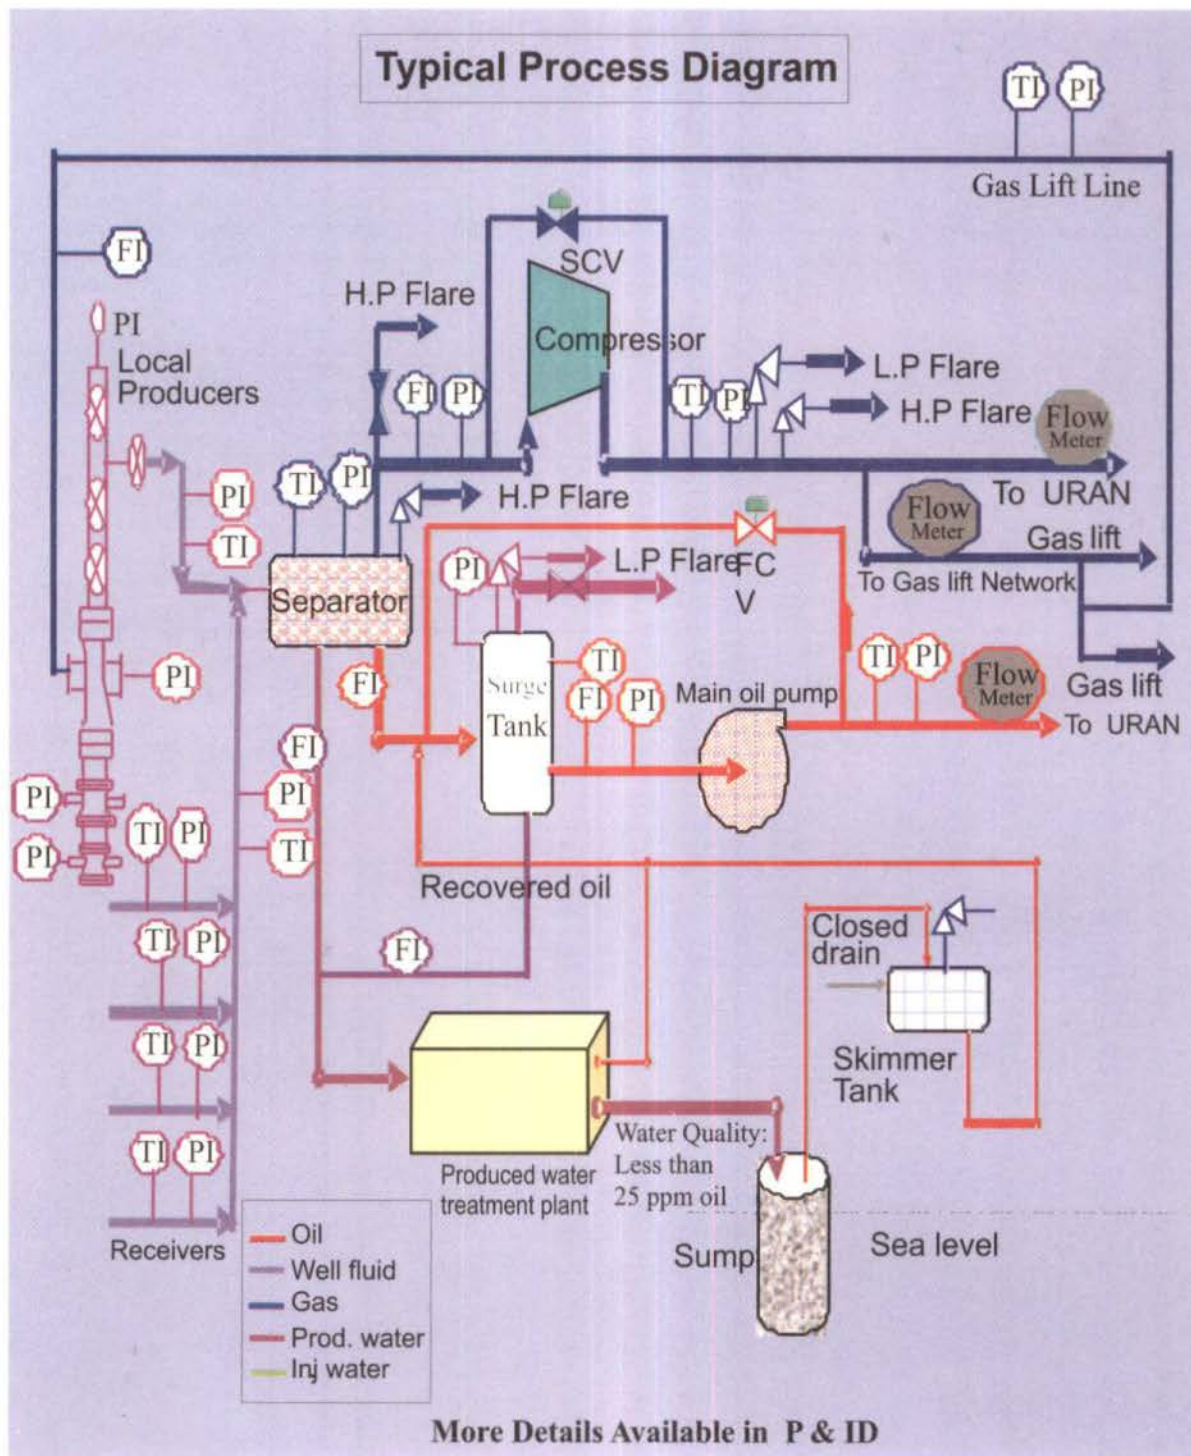 Typical Process Diagram
TI
PI
Gas Lift Line
FI
SCV
H.P Flare
PI
Local
Producers
Compressor
L.P Flare
FI
PI
TI
PI
H.P Flare
Flow
Meter
TI
PI
H.P Flare
To URAN
PI
Flow
Meter
Gas lift
TI
PI
L.P Flare
FC
V
To Gas lift Network
Separator
TI
TI
PI
PI
FI
Surge
Tank
FI
PI
Main oil pump
Flow
Meter
Gas lift
To URAN
FI
PI
PI
TI
PI
TI
PI
Recovered oil
TI
PI
FI
Closed
drain
TI
PI
Skimmer
Tank
TI
PI
Water Quality:
Less than
25 ppm oil
Produced water
treatment plant
Receivers
Sump
Sea level
Oil
Well fluid
Gas
Prod. water
Inj water
More Details Available in P & ID